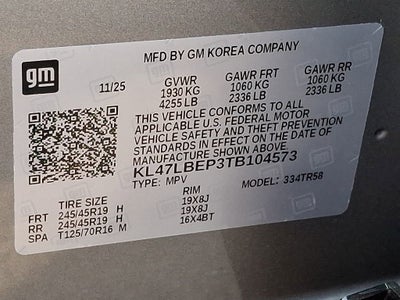 MFD BY GM KOREA COMPANY
gm
11/25 GVWR GAWR FRT GAWR RR
1930 KG 1060 KG 1060 KG
4255 LB 2336 LB 2336 LB
THIS VEHICLE CONFORMS TO ALL
APPLICABLE U.S. FEDERAL MOTOR
VEHICLE SAFETY AND THEFT PREVENTION
STANDARDS IN EFFECT ON THE DATE OF
MANUFACTURE SHOWN ABOVE.
KL47LBEP3TB104573
TYPE: MPV MODEL: 334TR58
TIRE SIZE RIM
FRT 245/45R19 H 19X8J
RR 245/45R19 H 19X8J
SPA T125/70R16 M 16X4BT